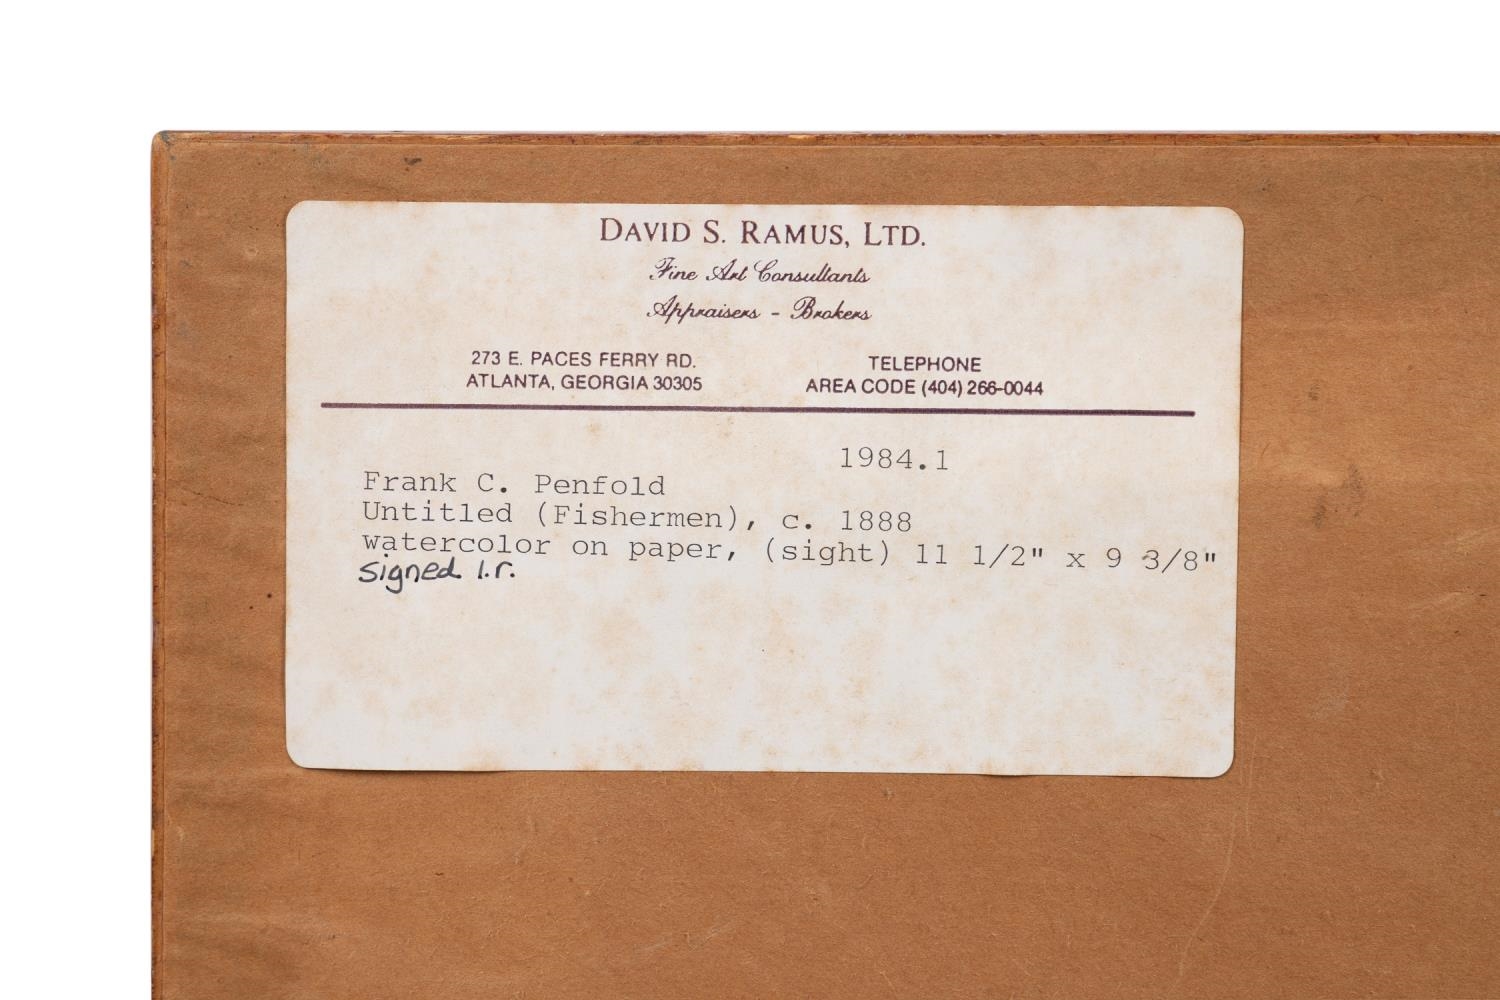 DAVID S. RAMUS, LTD.
Fine Art Consultants
Appraisers - Brokers
273 E. PACES FERRY RD.
ATLANTA, GEORGIA 30305
TELEPHONE
AREA CODE (404) 266-0044
1984.1
Frank C. Penfold
Untitled (Fishermen), c. 1888
watercolor on paper, (sight) 11 1/2" x 9 3/8"
signed l.r.